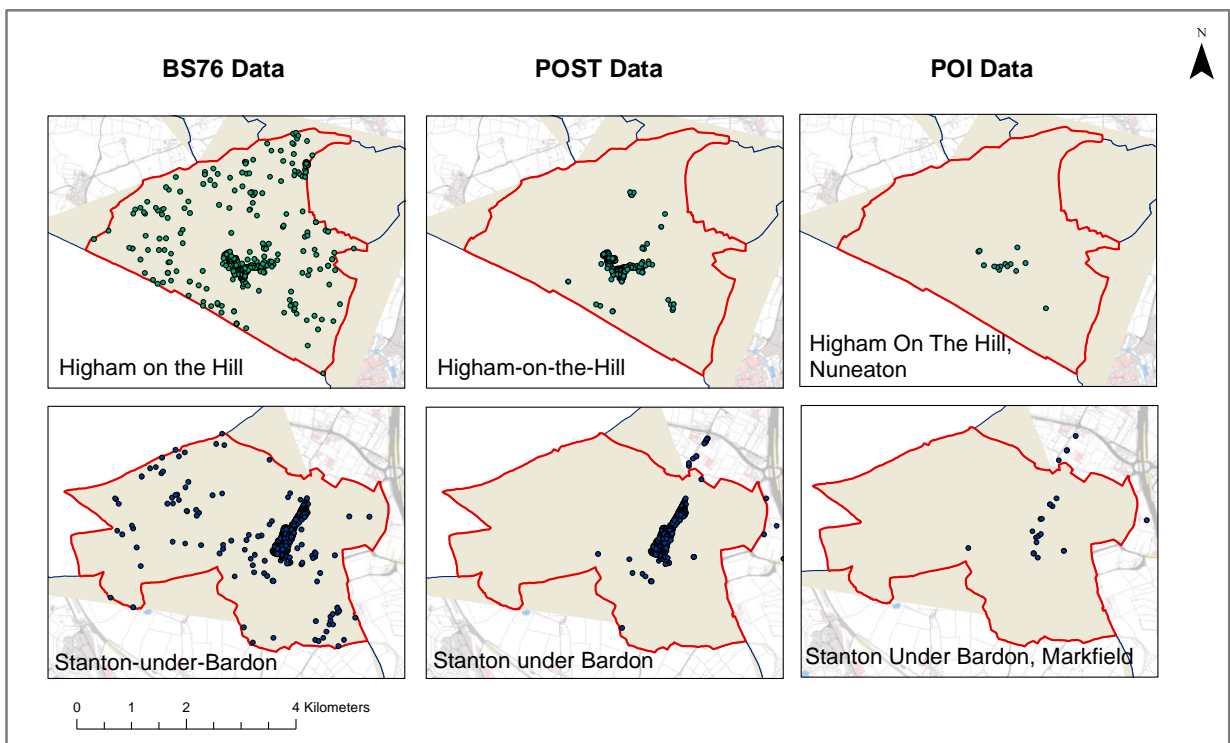 N
BS76 Data
POST Data
POI Data
Higham on the Hill
Higham-on-the-Hill
Higham On The Hill,
Nuneaton
Stanton-under-Bardon
Stanton under Bardon
Stanton Under Bardon, Markfield
0 1 2 4 Kilometers